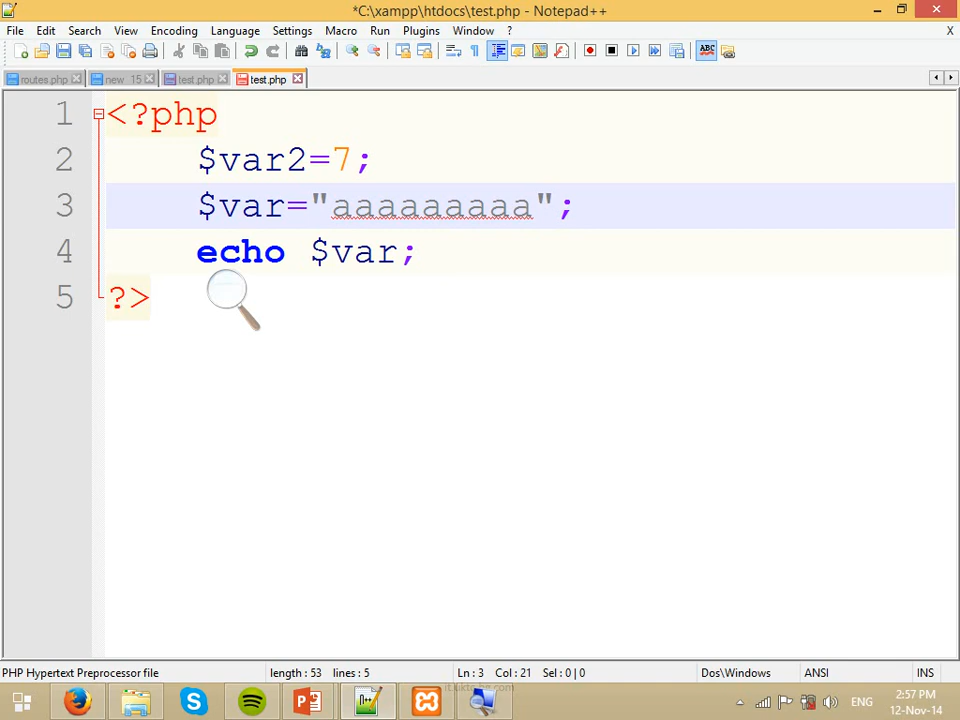 *C:\xampp\htdocs\test.php - Notepad++
File Edit Search View Encoding Language Settings Macro Run Plugins Window ? X
routes.php new 15 test.php test.php
1 <?php
2 $var2=7;
3 $var="aaaaaaaaa";
4 echo $var;
5 ?>
PHP Hypertext Preprocessor file length : 53 lines : 5 Ln : 3 Col : 21 Sel : 0 | 0 Dos\Windows ANSI INS
ENG 2:57 PM
12-Nov-14